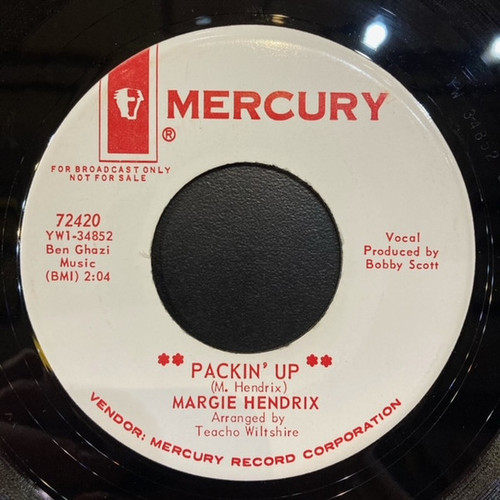 MERCURY
®
FOR BROADCAST ONLY
NOT FOR SALE
72420
YW1-34852
Ben Ghazi
Music
(BMI) 2:04
Vocal
Produced by
Bobby Scott
** PACKIN' UP **
(M. Hendrix)
MARGIE HENDRIX
Arranged by
Teacho Wiltshire
VENDOR: MERCURY RECORD CORPORATION